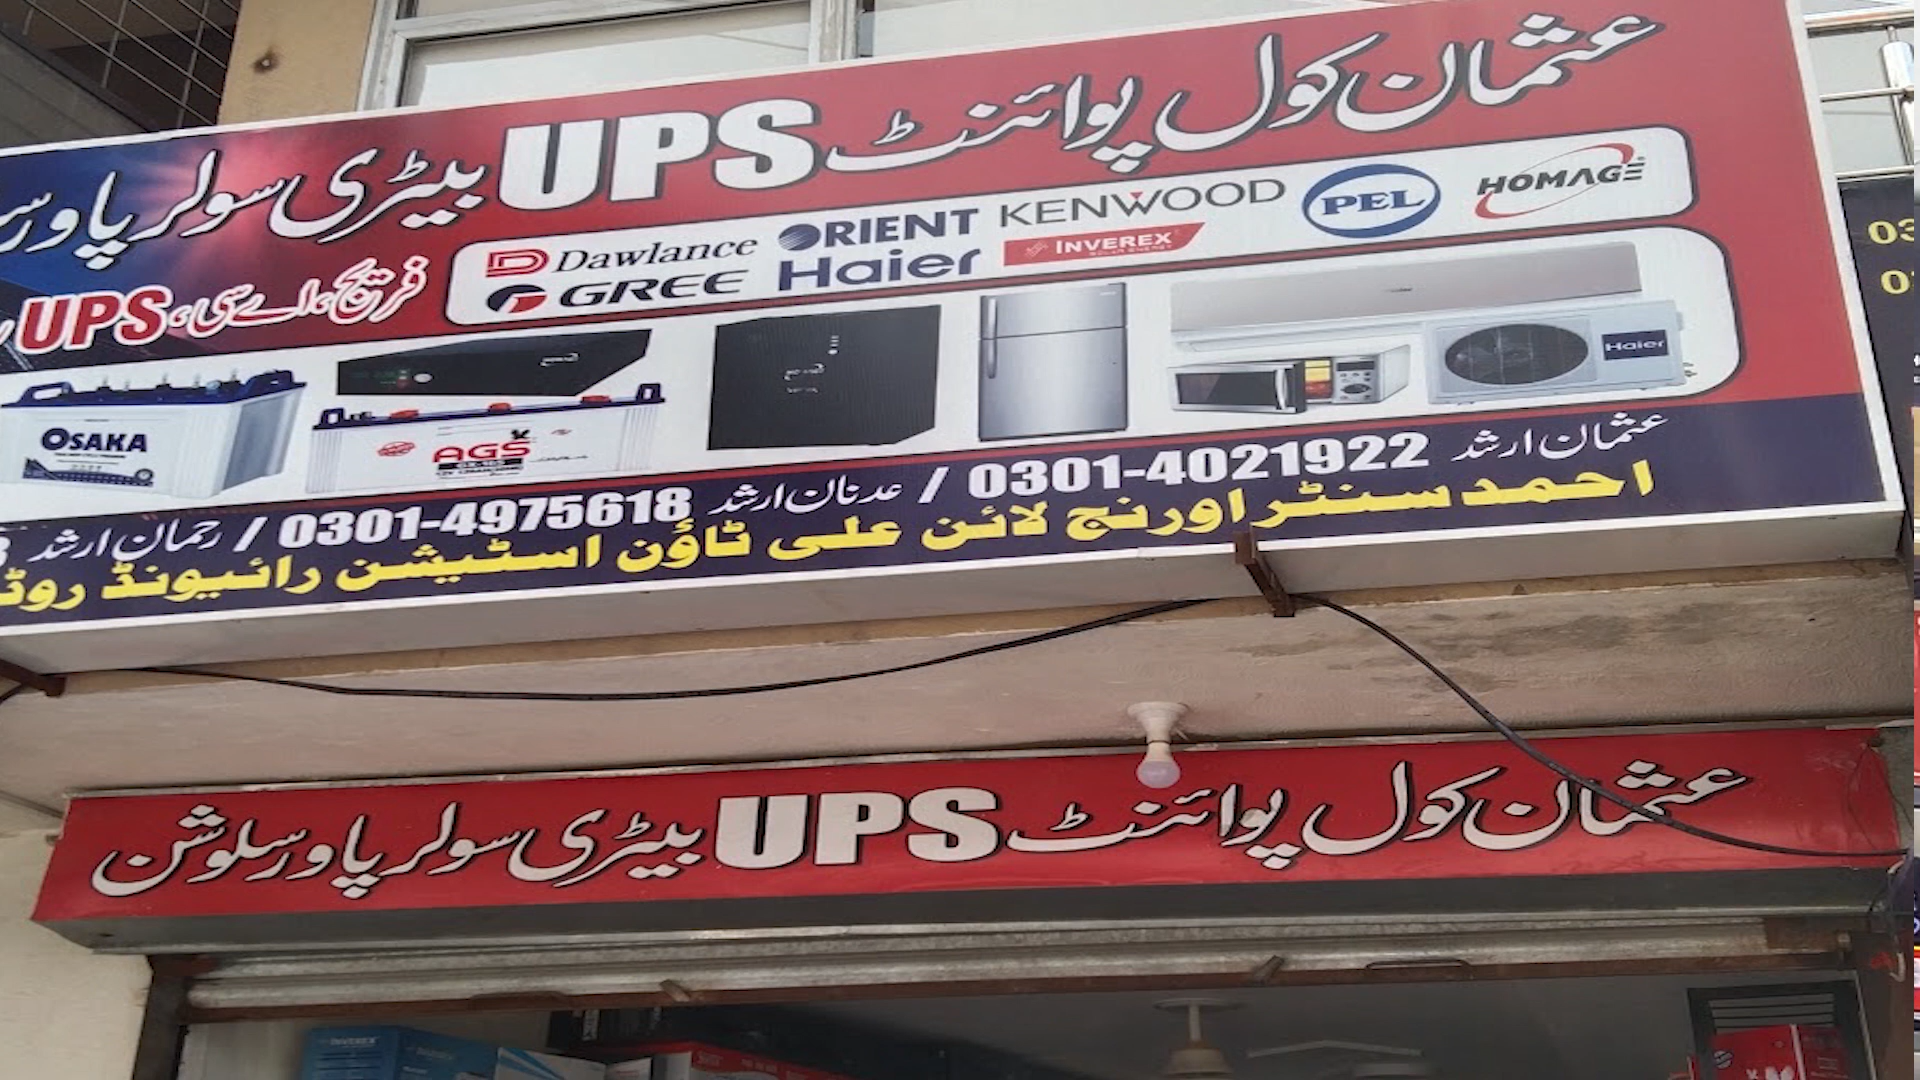 عثمان کول پوائنٹ UPS بیٹری سولر پاور
HOMAGE
PEL
KENWOOD
INVEREX
ORIENT
Haier
Dawlance
GREE
فریج، اے سی، UPS
Haier
OSAKA
AGS
عثمان ارشد 0301-4021922 / عدنان ارشد 0301-4975618 / رحمان ارشد
احمد سنٹر اورنج لائن علی ٹاؤن اسٹیشن رائیونڈ روڈ
عثمان کول پوائنٹ UPS بیٹری سولر پاور سلوشن
INVEREX